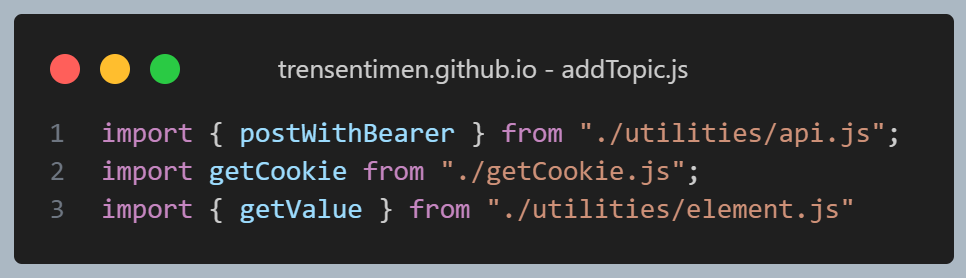 trensentimen.github.io - addTopic.js
1 import { postWithBearer } from "./utilities/api.js";
2 import getCookie from "./getCookie.js";
3 import { getValue } from "./utilities/element.js"